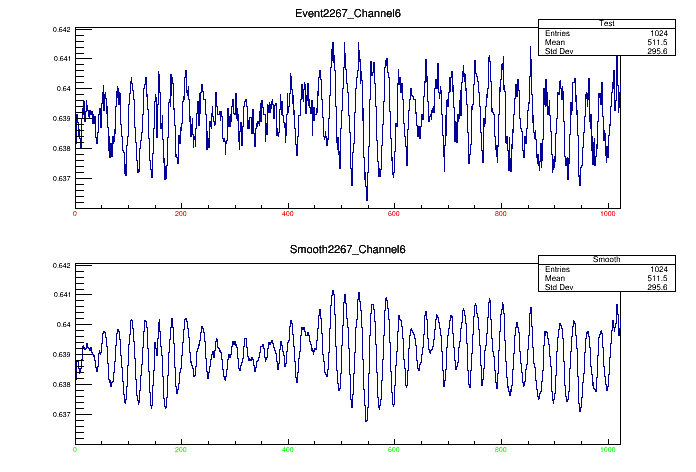 Event2267_Channel6
Test
Entries 1024
Mean 511.5
Std Dev 295.6
0.641
0.64
0.639
0.638
0.637
0 200 400 600 800 1000
Smooth2267_Channel6
Smooth
Entries 1024
Mean 511.5
Std Dev 295.6
0.642
0.641
0.64
0.639
0.638
0.637
0 200 400 600 800 1000